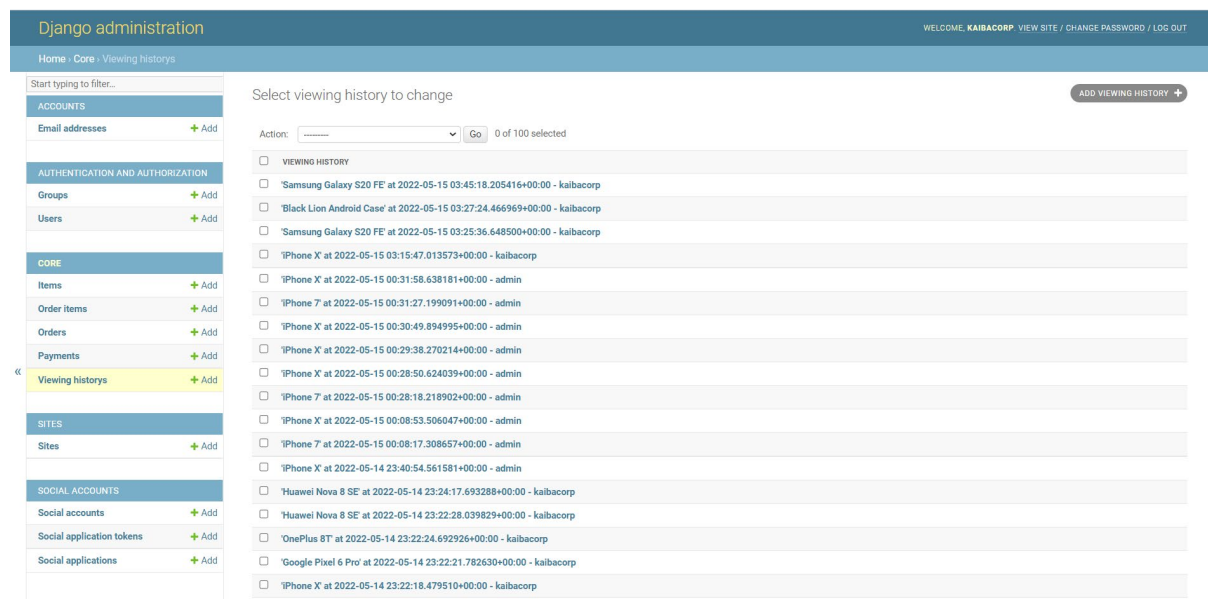 Django administration
WELCOME, KAIBACORP. VIEW SITE / CHANGE PASSWORD / LOG OUT
Home › Core › Viewing historys
Start typing to filter...
ACCOUNTS
Email addresses + Add
AUTHENTICATION AND AUTHORIZATION
Groups + Add
Users + Add
CORE
Items + Add
Order items + Add
Orders + Add
Payments + Add
«
Viewing historys + Add
SITES
Sites + Add
SOCIAL ACCOUNTS
Social accounts + Add
Social application tokens + Add
Social applications + Add
Select viewing history to change
ADD VIEWING HISTORY +
Action: --------- Go 0 of 100 selected
VIEWING HISTORY
'Samsung Galaxy S20 FE' at 2022-05-15 03:45:18.205416+00:00 - kaibacorp
'Black Lion Android Case' at 2022-05-15 03:27:24.466969+00:00 - kaibacorp
'Samsung Galaxy S20 FE' at 2022-05-15 03:25:36.648500+00:00 - kaibacorp
'iPhone X' at 2022-05-15 03:15:47.013573+00:00 - kaibacorp
'iPhone X' at 2022-05-15 00:31:58.638181+00:00 - admin
'iPhone 7' at 2022-05-15 00:31:27.199091+00:00 - admin
'iPhone X' at 2022-05-15 00:30:49.894995+00:00 - admin
'iPhone X' at 2022-05-15 00:29:38.270214+00:00 - admin
'iPhone X' at 2022-05-15 00:28:50.624039+00:00 - admin
'iPhone 7' at 2022-05-15 00:28:18.218902+00:00 - admin
'iPhone X' at 2022-05-15 00:08:53.506047+00:00 - admin
'iPhone 7' at 2022-05-15 00:08:17.308657+00:00 - admin
'iPhone X' at 2022-05-14 23:40:54.561581+00:00 - admin
'Huawei Nova 8 SE' at 2022-05-14 23:24:17.693288+00:00 - kaibacorp
'Huawei Nova 8 SE' at 2022-05-14 23:22:28.039829+00:00 - kaibacorp
'OnePlus 8T' at 2022-05-14 23:22:24.692926+00:00 - kaibacorp
'Google Pixel 6 Pro' at 2022-05-14 23:22:21.782630+00:00 - kaibacorp
'iPhone X' at 2022-05-14 23:22:18.479510+00:00 - kaibacorp